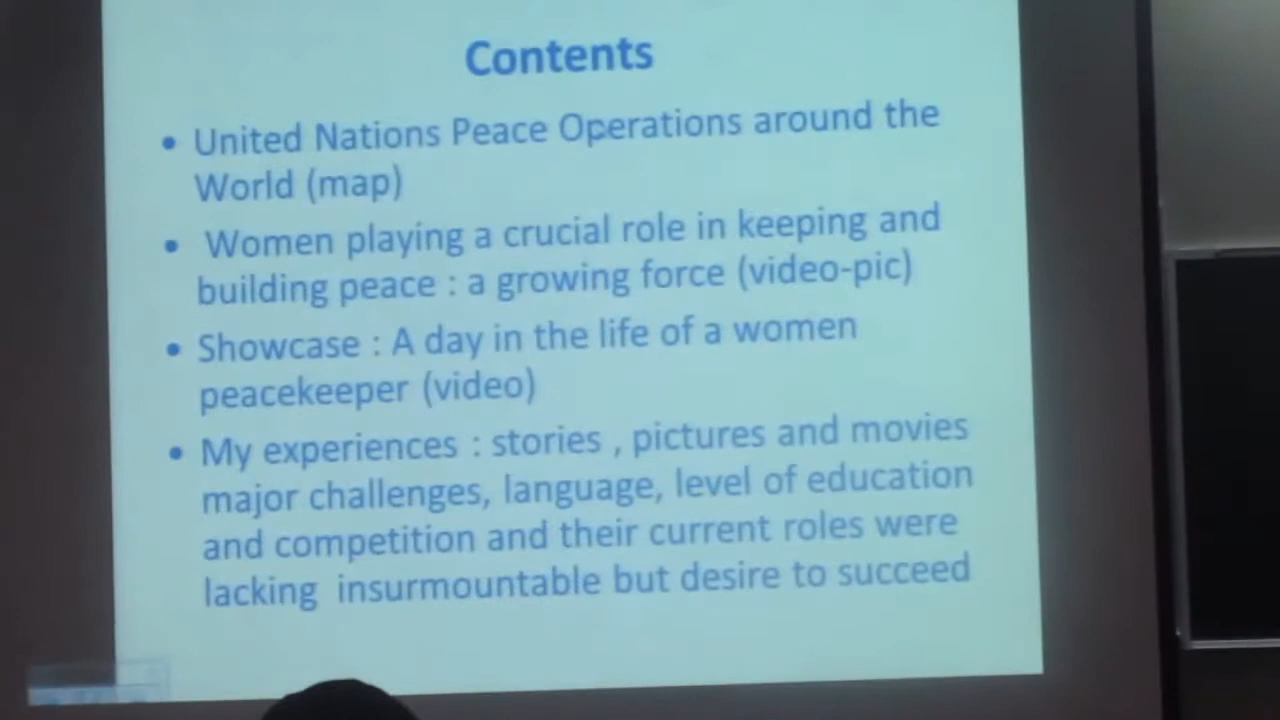 Contents
• United Nations Peace Operations around the
World (map)
• Women playing a crucial role in keeping and
building peace : a growing force (video-pic)
• Showcase : A day in the life of a women
peacekeeper (video)
• My experiences : stories , pictures and movies
major challenges, language, level of education
and competition and their current roles were
lacking insurmountable but desire to succeed